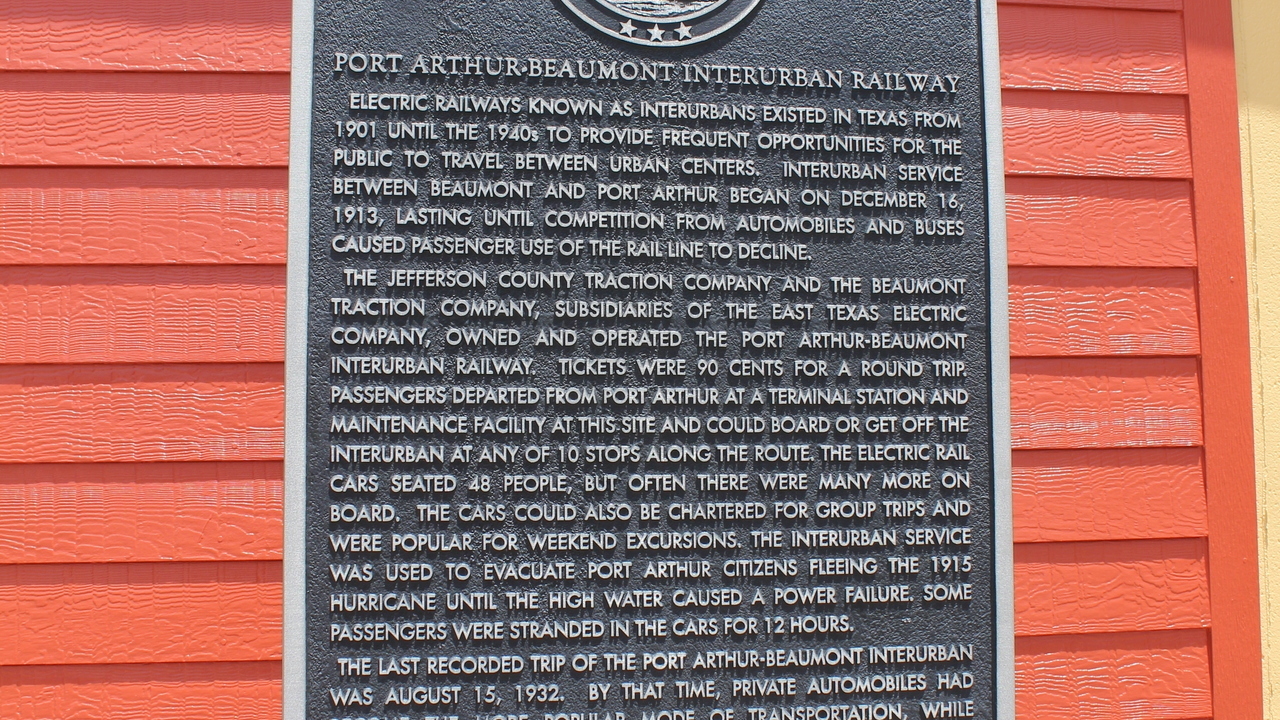 PORT ARTHUR-BEAUMONT INTERURBAN RAILWAY
ELECTRIC RAILWAYS KNOWN AS INTERURBANS EXISTED IN TEXAS FROM
1901 UNTIL THE 1940s TO PROVIDE FREQUENT OPPORTUNITIES FOR THE
PUBLIC TO TRAVEL BETWEEN URBAN CENTERS. INTERURBAN SERVICE
BETWEEN BEAUMONT AND PORT ARTHUR BEGAN ON DECEMBER 16,
1913, LASTING UNTIL COMPETITION FROM AUTOMOBILES AND BUSES
CAUSED PASSENGER USE OF THE RAIL LINE TO DECLINE.
THE JEFFERSON COUNTY TRACTION COMPANY AND THE BEAUMONT
TRACTION COMPANY, SUBSIDIARIES OF THE EAST TEXAS ELECTRIC
COMPANY, OWNED AND OPERATED THE PORT ARTHUR-BEAUMONT
INTERURBAN RAILWAY. TICKETS WERE 90 CENTS FOR A ROUND TRIP.
PASSENGERS DEPARTED FROM PORT ARTHUR AT A TERMINAL STATION AND
MAINTENANCE FACILITY AT THIS SITE AND COULD BOARD OR GET OFF THE
INTERURBAN AT ANY OF 10 STOPS ALONG THE ROUTE. THE ELECTRIC RAIL
CARS SEATED 48 PEOPLE, BUT OFTEN THERE WERE MANY MORE ON
BOARD. THE CARS COULD ALSO BE CHARTERED FOR GROUP TRIPS AND
WERE POPULAR FOR WEEKEND EXCURSIONS. THE INTERURBAN SERVICE
WAS USED TO EVACUATE PORT ARTHUR CITIZENS FLEEING THE 1915
HURRICANE UNTIL THE HIGH WATER CAUSED A POWER FAILURE. SOME
PASSENGERS WERE STRANDED IN THE CARS FOR 12 HOURS.
THE LAST RECORDED TRIP OF THE PORT ARTHUR-BEAUMONT INTERURBAN
WAS AUGUST 15, 1932. BY THAT TIME, PRIVATE AUTOMOBILES HAD
BECOME THE MORE POPULAR MODE OF TRANSPORTATION, WHILE